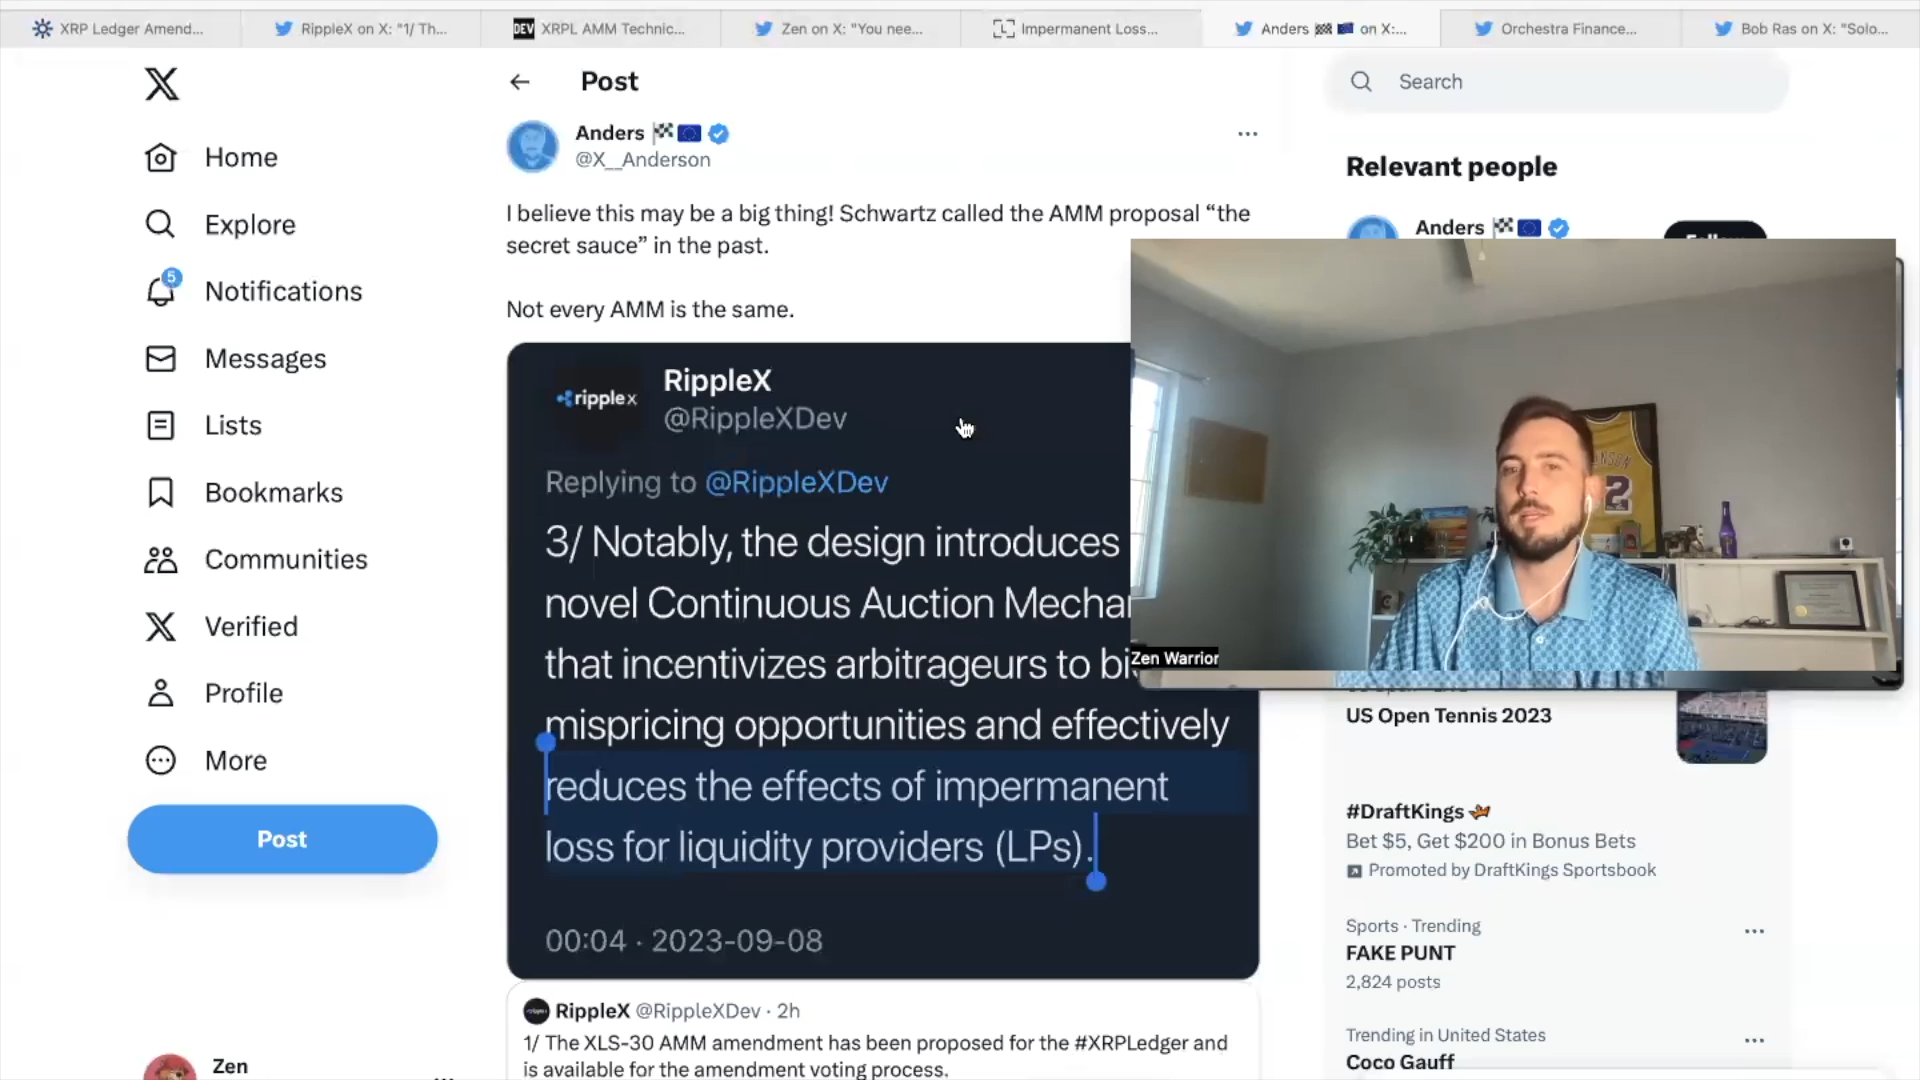 XRP Ledger Amend...
RippleX on X: "1/ Th...
DEV XRPL AMM Technic...
Zen on X: "You nee...
Impermanent Loss...
Anders 🏁 🇪🇺 on X:...
Orchestra Finance...
Bob Ras on X: "Solo...
Home
Explore
5
Notifications
Messages
Lists
Bookmarks
Communities
Verified
Profile
More
Post
Zen
Post
Anders 🏁🇪🇺
@X__Anderson
I believe this may be a big thing! Schwartz called the AMM proposal “the
secret sauce” in the past.
Not every AMM is the same.
ripplex
RippleX
@RippleXDev
Replying to @RippleXDev
3/ Notably, the design introduces
novel Continuous Auction
that incentivizes arbitrageurs to
mispricing opportunities and effectively
reduces the effects of impermanent
loss for liquidity providers (LPs).
00:04 · 2023-09-08
RippleX @RippleXDev · 2h
1/ The XLS-30 AMM amendment has been proposed for the #XRPLedger and
is available for the amendment voting process.
Search
Relevant people
Anders 🏁🇪🇺
Zen Warrior
US Open Tennis 2023
#DraftKings
Bet $5, Get $200 in Bonus Bets
Promoted by DraftKings Sportsbook
Sports · Trending
FAKE PUNT
2,824 posts
Trending in United States
Coco Gauff